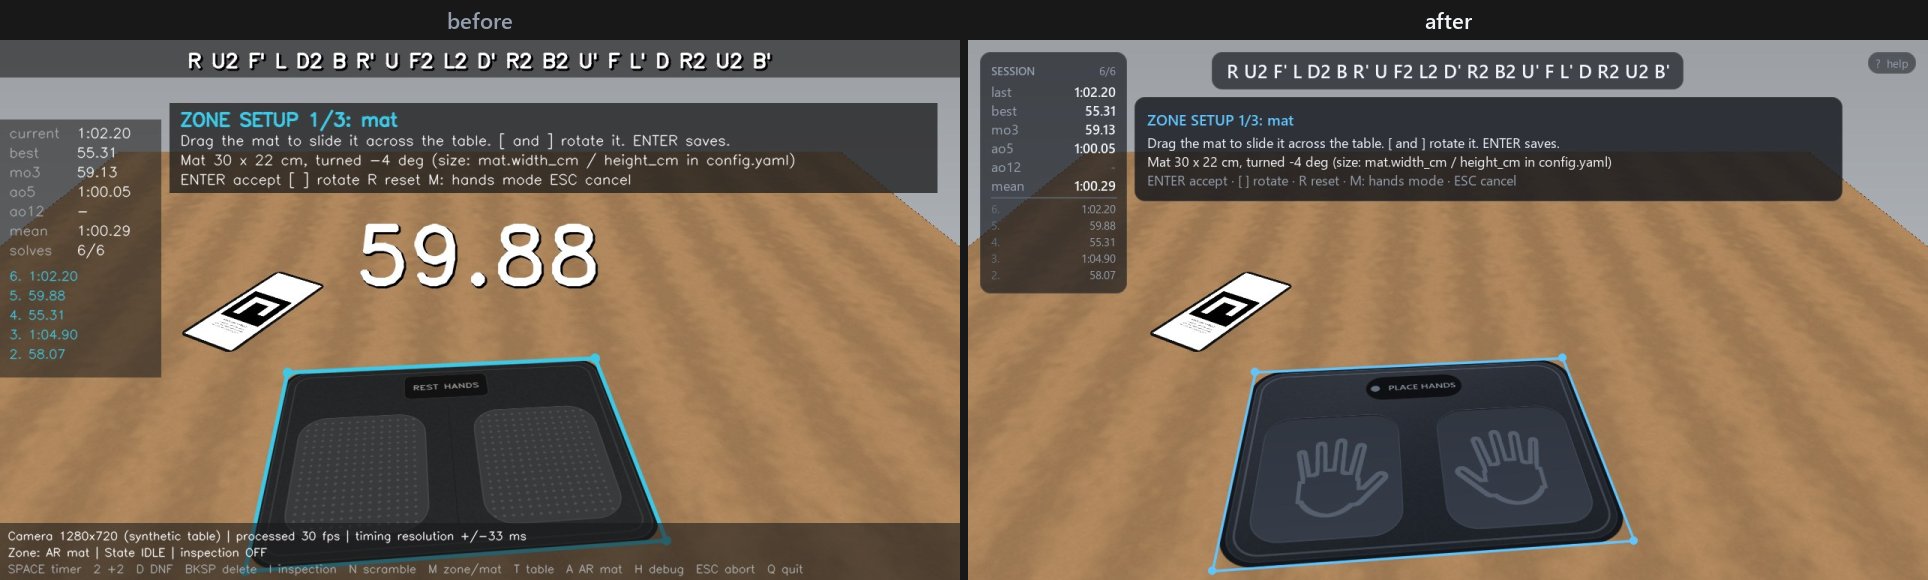 before
R U2 F' L D2 B R' U F2 L2 D' R2 B2 U' F L' D R2 U2 B'
ZONE SETUP 1/3: mat
Drag the mat to slide it across the table. [ and ] rotate it. ENTER saves.
Mat 30 x 22 cm, turned -4 deg (size: mat.width_cm / height_cm in config.yaml)
ENTER accept [ ] rotate R reset M: hands mode ESC cancel
current 1:02.20
best 55.31
mo3 59.13
ao5 1:00.05
ao12 –
mean 1:00.29
solves 6/6
6. 1:02.20
5. 59.88
4. 55.31
3. 1:04.90
2. 58.07
59.88
REST HANDS
Camera 1280x720 (synthetic table) | processed 30 fps | timing resolution +/-33 ms
Zone: AR mat | State IDLE | inspection OFF
SPACE timer 2 +2 D DNF BKSP delete I inspection N scramble M zone/mat T table A AR mat H debug ESC abort Q quit
after
SESSION 6/6
last 1:02.20
best 55.31
mo3 59.13
ao5 1:00.05
ao12 -
mean 1:00.29
6. 1:02.20
5. 59.88
4. 55.31
3. 1:04.90
2. 58.07
R U2 F' L D2 B R' U F2 L2 D' R2 B2 U' F L' D R2 U2 B'
? help
ZONE SETUP 1/3: mat
Drag the mat to slide it across the table. [ and ] rotate it. ENTER saves.
Mat 30 x 22 cm, turned -4 deg (size: mat.width_cm / height_cm in config.yaml)
ENTER accept · [ ] rotate · R reset · M: hands mode · ESC cancel
PLACE HANDS